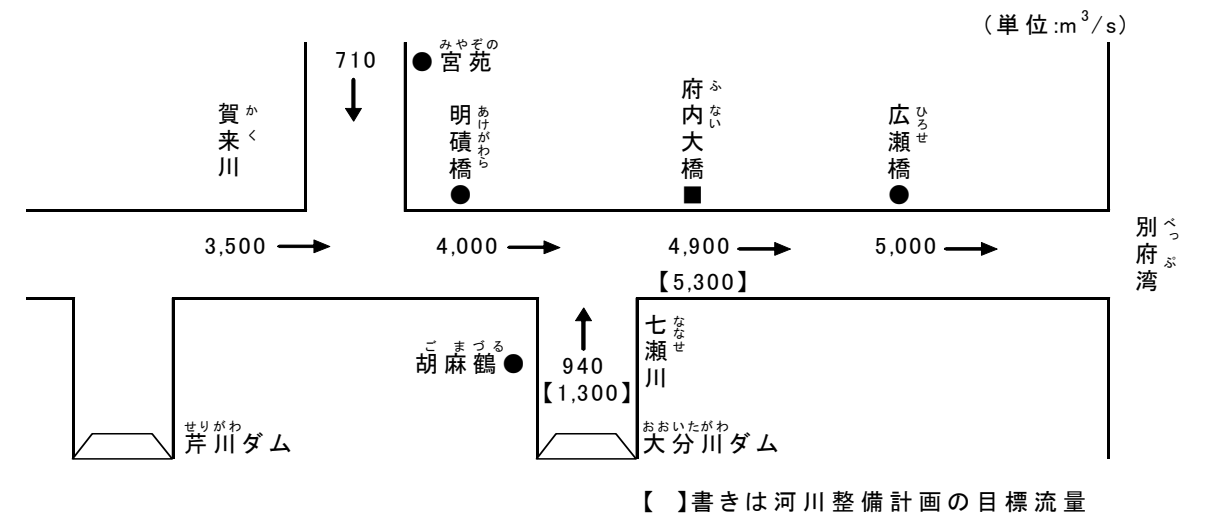 (単位:m³/s)
710
宮苑
みやぞの
賀来川
かく
明磧橋
あけがわら
府内大橋
ふない
広瀬橋
ひろせ
3,500
4,000
4,900
5,000
【5,300】
別府湾
べっぷ
胡麻鶴
ごまづる
940
【1,300】
七瀬川
ななせ
芹川ダム
せりがわ
大分川ダム
おおいたがわ
【 】書きは河川整備計画の目標流量